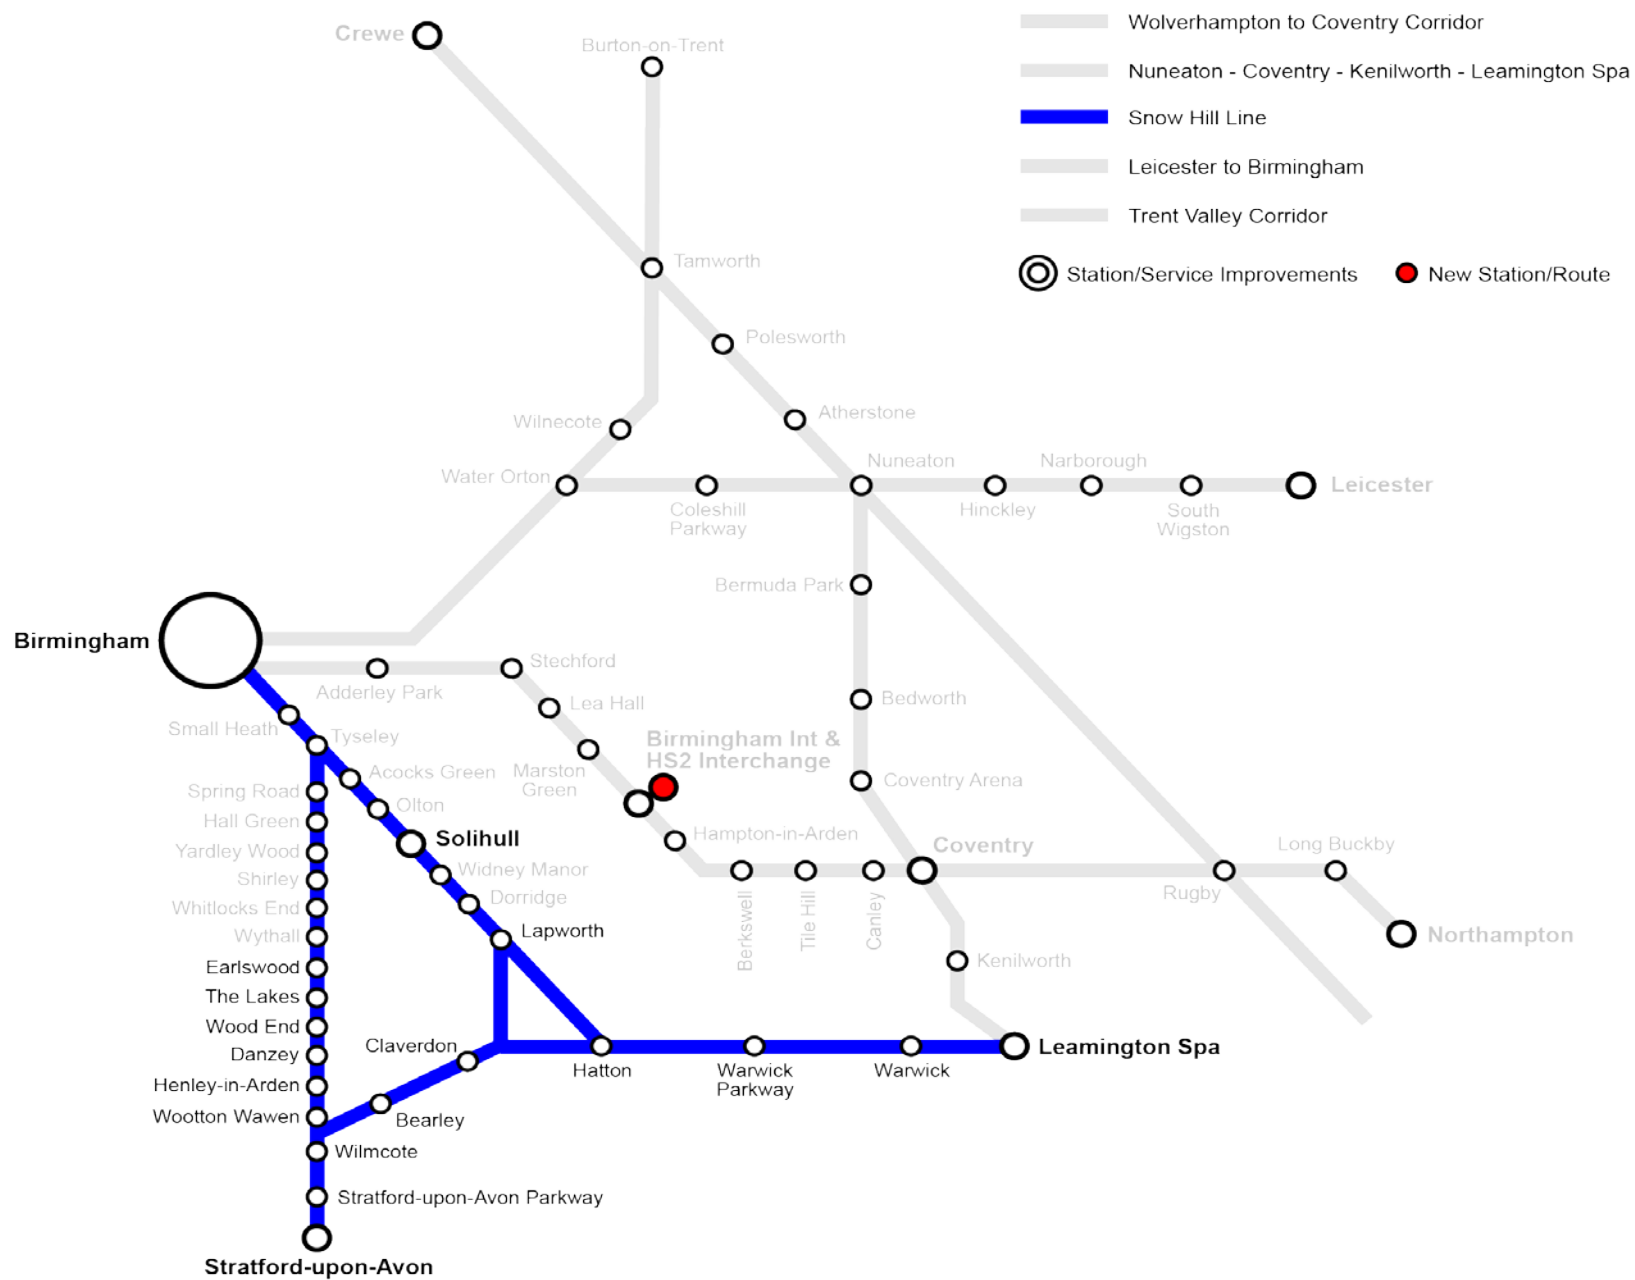 Crewe
Burton-on-Trent
Wolverhampton to Coventry Corridor
Nuneaton - Coventry - Kenilworth - Leamington Spa
Snow Hill Line
Leicester to Birmingham
Trent Valley Corridor
Station/Service Improvements
New Station/Route
Tamworth
Polesworth
Atherstone
Wilnecote
Water Orton
Coleshill
Parkway
Nuneaton
Hinckley
Narborough
South
Wigston
Leicester
Bermuda Park
Bedworth
Coventry Arena
Birmingham
Adderley Park
Stechford
Lea Hall
Marston
Green
Birmingham Int &
HS2 Interchange
Hampton-in-Arden
Berkswell
Tile Hill
Canley
Coventry
Kenilworth
Rugby
Long Buckby
Northampton
Small Heath
Tyseley
Acocks Green
Olton
Solihull
Widney Manor
Dorridge
Lapworth
Spring Road
Hall Green
Yardley Wood
Shirley
Whitlocks End
Wythall
Earlswood
The Lakes
Wood End
Danzey
Henley-in-Arden
Wootton Wawen
Claverdon
Bearley
Hatton
Warwick
Parkway
Warwick
Leamington Spa
Wilmcote
Stratford-upon-Avon Parkway
Stratford-upon-Avon